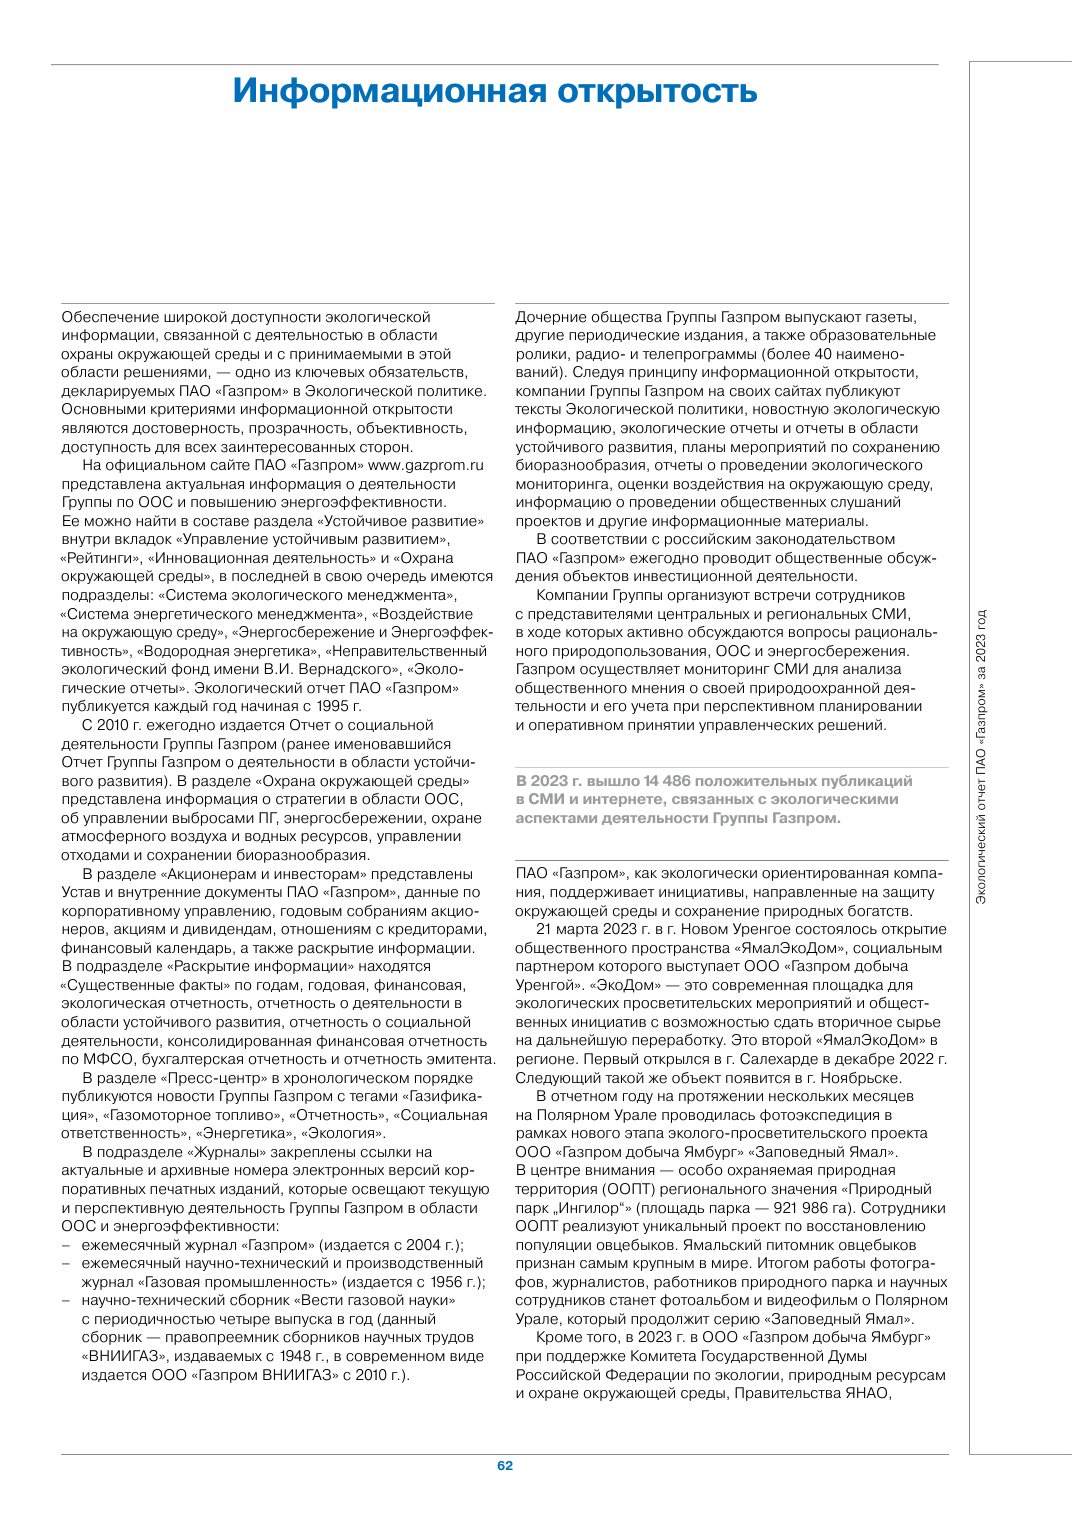 Информационная открытость
Обеспечение широкой доступности экологической
информации, связанной с деятельностью в области
охраны окружающей среды и с принимаемыми в этой
области решениями, — одно из ключевых обязательств,
декларируемых ПАО «Газпром» в Экологической политике.
Основными критериями информационной открытости
являются достоверность, прозрачность, объективность,
доступность для всех заинтересованных сторон.
На официальном сайте ПАО «Газпром» www.gazprom.ru
представлена актуальная информация о деятельности
Группы по ООС и повышению энергоэффективности.
Ее можно найти в составе раздела «Устойчивое развитие»
внутри вкладок «Управление устойчивым развитием»,
«Рейтинги», «Инновационная деятельность» и «Охрана
окружающей среды», в последней в свою очередь имеются
подразделы: «Система экологического менеджмента»,
«Система энергетического менеджмента», «Воздействие
на окружающую среду», «Энергосбережение и Энергоэффек-
тивность», «Водородная энергетика», «Неправительственный
экологический фонд имени В.И. Вернадского», «Эколо-
гические отчеты». Экологический отчет ПАО «Газпром»
публикуется каждый год начиная с 1995 г.
С 2010 г. ежегодно издается Отчет о социальной
деятельности Группы Газпром (ранее именовавшийся
Отчет Группы Газпром о деятельности в области устойчи-
вого развития). В разделе «Охрана окружающей среды»
представлена информация о стратегии в области ООС,
об управлении выбросами ПГ, энергосбережении, охране
атмосферного воздуха и водных ресурсов, управлении
отходами и сохранении биоразнообразия.
В разделе «Акционерам и инвесторам» представлены
Устав и внутренние документы ПАО «Газпром», данные по
корпоративному управлению, годовым собраниям акцио-
неров, акциям и дивидендам, отношениям с кредиторами,
финансовый календарь, а также раскрытие информации.
В подразделе «Раскрытие информации» находятся
«Существенные факты» по годам, годовая, финансовая,
экологическая отчетность, отчетность о деятельности в
области устойчивого развития, отчетность о социальной
деятельности, консолидированная финансовая отчетность
по МФСО, бухгалтерская отчетность и отчетность эмитента.
В разделе «Пресс-центр» в хронологическом порядке
публикуются новости Группы Газпром с тегами «Газифика-
ция», «Газомоторное топливо», «Отчетность», «Социальная
ответственность», «Энергетика», «Экология».
В подразделе «Журналы» закреплены ссылки на
актуальные и архивные номера электронных версий кор-
поративных печатных изданий, которые освещают текущую
и перспективную деятельность Группы Газпром в области
ООС и энергоэффективности:
– ежемесячный журнал «Газпром» (издается с 2004 г.);
– ежемесячный научно-технический и производственный
журнал «Газовая промышленность» (издается с 1956 г.);
– научно-технический сборник «Вести газовой науки»
с периодичностью четыре выпуска в год (данный
сборник — правопреемник сборников научных трудов
«ВНИИГАЗ», издаваемых с 1948 г., в современном виде
издается ООО «Газпром ВНИИГАЗ» с 2010 г.).
Дочерние общества Группы Газпром выпускают газеты,
другие периодические издания, а также образовательные
ролики, радио- и телепрограммы (более 40 наимено-
ваний). Следуя принципу информационной открытости,
компании Группы Газпром на своих сайтах публикуют
тексты Экологической политики, новостную экологическую
информацию, экологические отчеты и отчеты в области
устойчивого развития, планы мероприятий по сохранению
биоразнообразия, отчеты о проведении экологического
мониторинга, оценки воздействия на окружающую среду,
информацию о проведении общественных слушаний
проектов и другие информационные материалы.
В соответствии с российским законодательством
ПАО «Газпром» ежегодно проводит общественные обсуж-
дения объектов инвестиционной деятельности.
Компании Группы организуют встречи сотрудников
с представителями центральных и региональных СМИ,
в ходе которых активно обсуждаются вопросы рациональ-
ного природопользования, ООС и энергосбережения.
Газпром осуществляет мониторинг СМИ для анализа
общественного мнения о своей природоохранной дея-
тельности и его учета при перспективном планировании
и оперативном принятии управленческих решений.
В 2023 г. вышло 14 486 положительных публикаций
в СМИ и интернете, связанных с экологическими
аспектами деятельности Группы Газпром.
ПАО «Газпром», как экологически ориентированная компа-
ния, поддерживает инициативы, направленные на защиту
окружающей среды и сохранение природных богатств.
21 марта 2023 г. в г. Новом Уренгое состоялось открытие
общественного пространства «ЯмалЭкоДом», социальным
партнером которого выступает ООО «Газпром добыча
Уренгой». «ЭкоДом» — это современная площадка для
экологических просветительских мероприятий и общест-
венных инициатив с возможностью сдать вторичное сырье
на дальнейшую переработку. Это второй «ЯмалЭкоДом» в
регионе. Первый открылся в г. Салехарде в декабре 2022 г.
Следующий такой же объект появится в г. Ноябрьске.
В отчетном году на протяжении нескольких месяцев
на Полярном Урале проводилась фотоэкспедиция в
рамках нового этапа эколого-просветительского проекта
ООО «Газпром добыча Ямбург» «Заповедный Ямал».
В центре внимания — особо охраняемая природная
территория (ООПТ) регионального значения «Природный
парк „Ингилор“» (площадь парка — 921 986 га). Сотрудники
ООПТ реализуют уникальный проект по восстановлению
популяции овцебыков. Ямальский питомник овцебыков
признан самым крупным в мире. Итогом работы фотогра-
фов, журналистов, работников природного парка и научных
сотрудников станет фотоальбом и видеофильм о Полярном
Урале, который продолжит серию «Заповедный Ямал».
Кроме того, в 2023 г. в ООО «Газпром добыча Ямбург»
при поддержке Комитета Государственной Думы
Российской Федерации по экологии, природным ресурсам
и охране окружающей среды, Правительства ЯНАО,
Экологический отчет ПАО «Газпром» за 2023 год
62